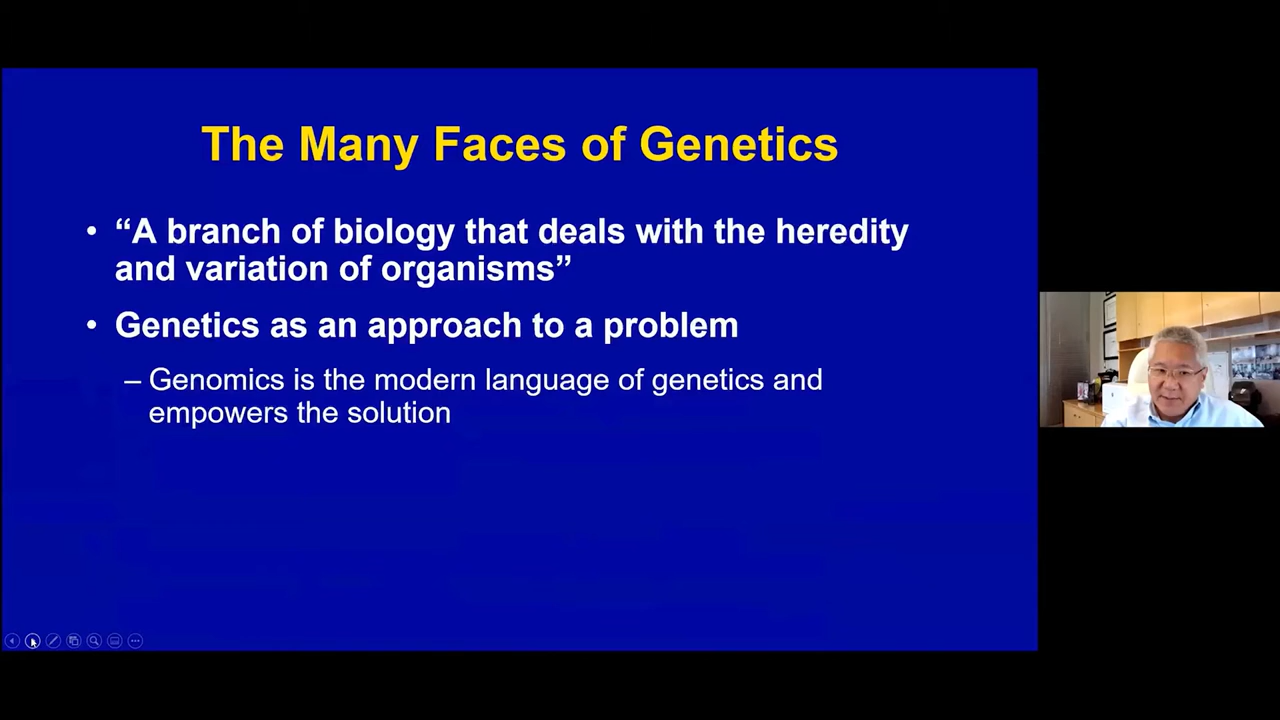 The Many Faces of Genetics
• “A branch of biology that deals with the heredity
and variation of organisms”
• Genetics as an approach to a problem
– Genomics is the modern language of genetics and
empowers the solution